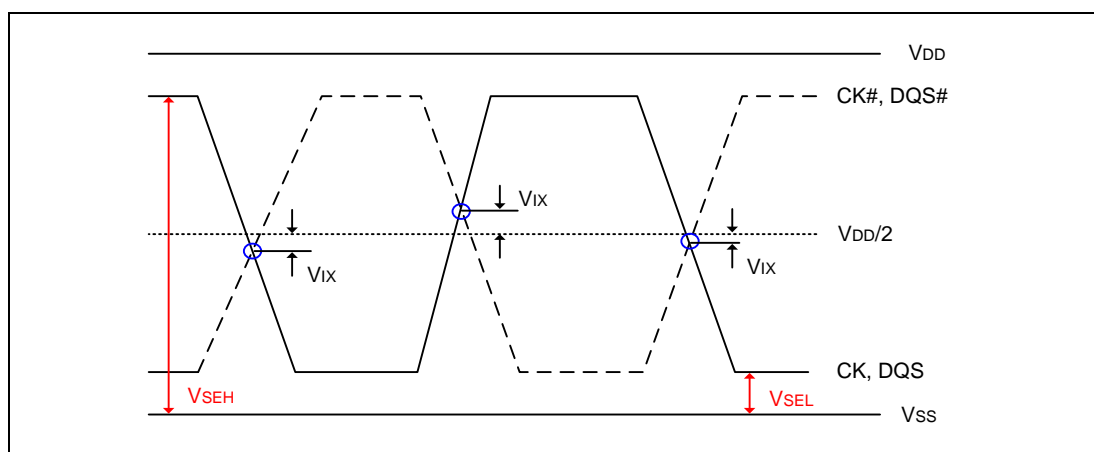 VDD
CK#, DQS#
VIX
VDD/2
VIX
VIX
CK, DQS
VSEH
VSEL
VSS